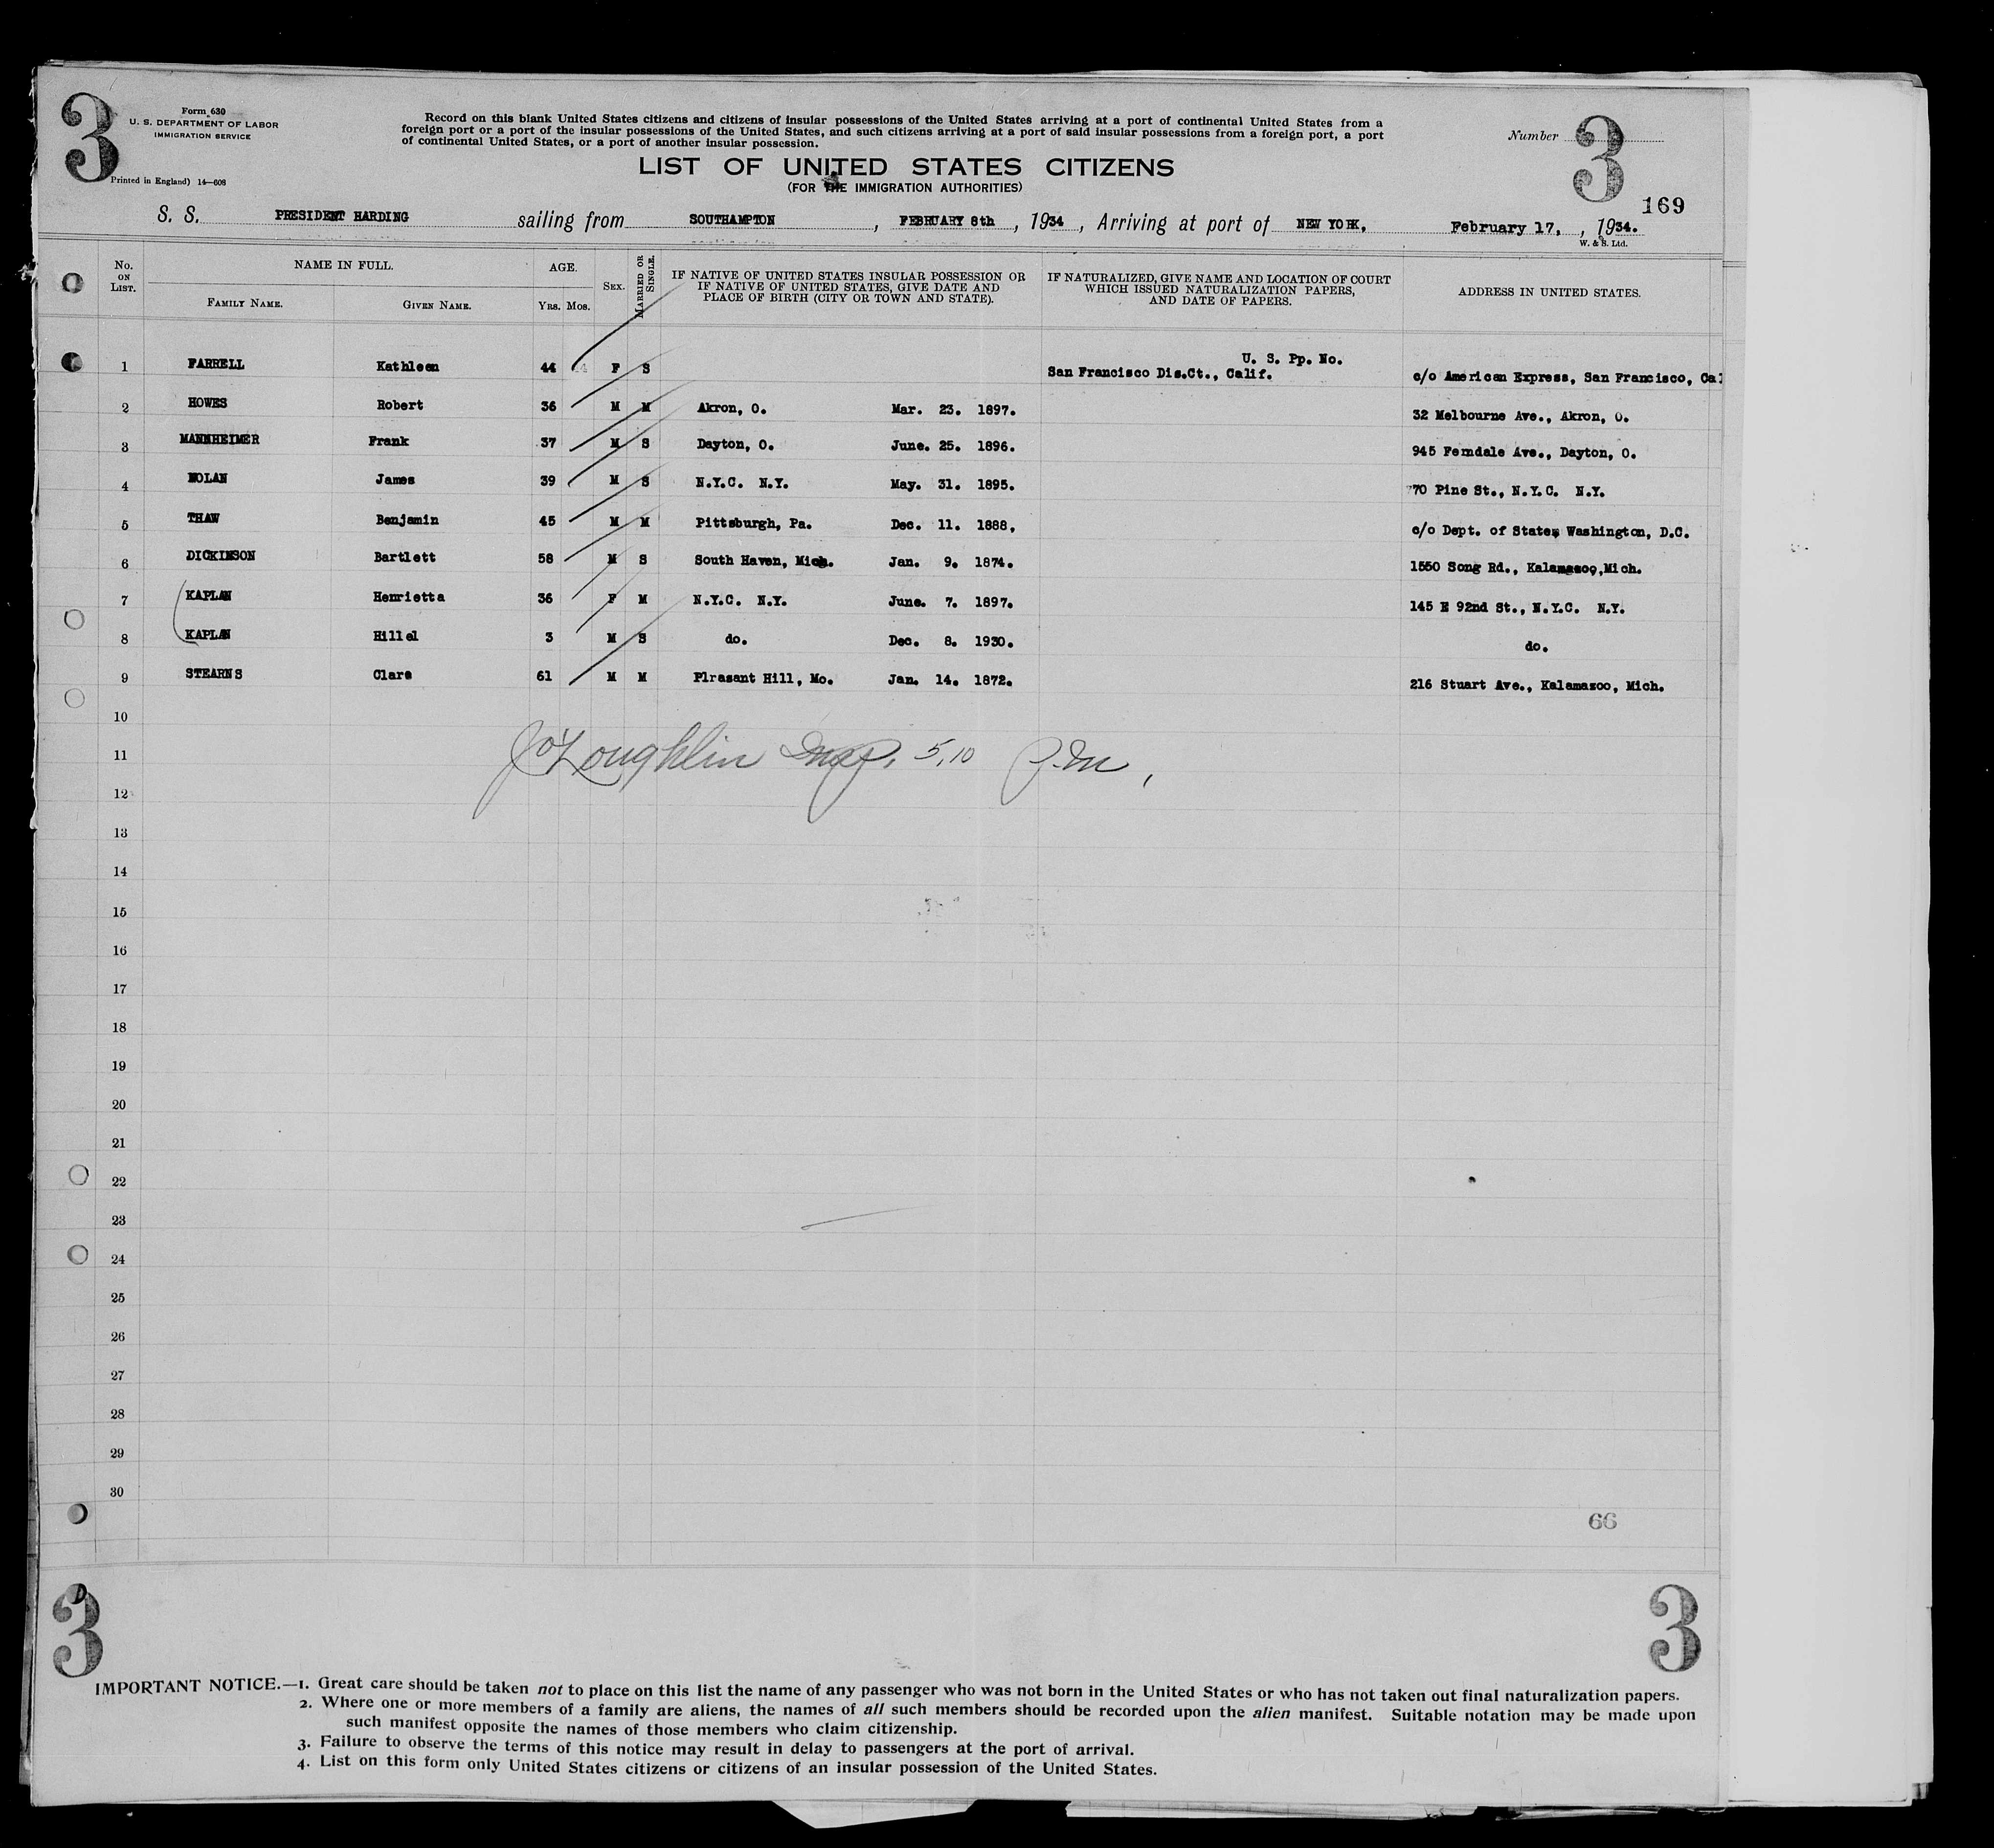 3
Form 630
U. S. DEPARTMENT OF LABOR
IMMIGRATION SERVICE
Printed in England) 14—608
Record on this blank United States citizens and citizens of insular possessions of the United States arriving at a port of continental United States from a
foreign port or a port of the insular possessions of the United States, and such citizens arriving at a port of said insular possessions from a foreign port, a port
of continental United States, or a port of another insular possession.
Number 3
LIST OF UNITED STATES CITIZENS
(FOR THE IMMIGRATION AUTHORITIES)
169
S. S. PRESIDENT HARDING sailing from SOUTHAMPTON, FEBRUARY 8th, 1934, Arriving at port of NEW YORK, February 17, , 1934.
W. & S. Ltd.
No. ON LIST. NAME IN FULL. AGE. SEX. MARRIED OR SINGLE. IF NATIVE OF UNITED STATES INSULAR POSSESSION OR IF NATIVE OF UNITED STATES, GIVE DATE AND PLACE OF BIRTH (CITY OR TOWN AND STATE). IF NATURALIZED, GIVE NAME AND LOCATION OF COURT WHICH ISSUED NATURALIZATION PAPERS, AND DATE OF PAPERS. ADDRESS IN UNITED STATES.
FAMILY NAME. GIVEN NAME. YRS. MOS.
U. S. Pp. No.
1 FARRELL Kathleen 44 F S San Francisco Dis.Ct., Calif. c/o American Express, San Francisco, Cal
2 HOWES Robert 36 M M Akron, O. Mar. 23. 1897. 32 Melbourne Ave., Akron, O.
3 MANNHEIMER Frank 37 M S Dayton, O. June. 25. 1896. 945 Ferndale Ave., Dayton, O.
4 NOLAN James 39 M S N.Y.C. N.Y. May. 31. 1895. 70 Pine St., N.Y.C. N.Y.
5 THAW Benjamin 45 M M Pittsburgh, Pa. Dec. 11. 1888, c/o Dept. of State, Washington, D.C.
6 DICKINSON Bartlett 58 M S South Haven, Mich. Jan. 9. 1874. 1550 Song Rd., Kalamazoo,Mich.
7 KAPLAN Henrietta 36 F M N.Y.C. N.Y. June. 7. 1897. 145 E 92nd St., N.Y.C. N.Y.
8 KAPLAN Hillel 3 M S do. Dec. 8. 1930. do.
9 STEARNS Clare 61 M M Plrasant Hill, Mo. Jan. 14. 1872. 216 Stuart Ave., Kalamazoo, Mich.
10
11 J O'Loughlin Insp. 5,10 P.M,
12
13
14
15
16
17
18
19
20
21
22
23
24
25
26
27
28
29
30
66
3
3
IMPORTANT NOTICE.—1. Great care should be taken not to place on this list the name of any passenger who was not born in the United States or who has not taken out final naturalization papers.
2. Where one or more members of a family are aliens, the names of all such members should be recorded upon the alien manifest. Suitable notation may be made upon
such manifest opposite the names of those members who claim citizenship.
3. Failure to observe the terms of this notice may result in delay to passengers at the port of arrival.
4. List on this form only United States citizens or citizens of an insular possession of the United States.